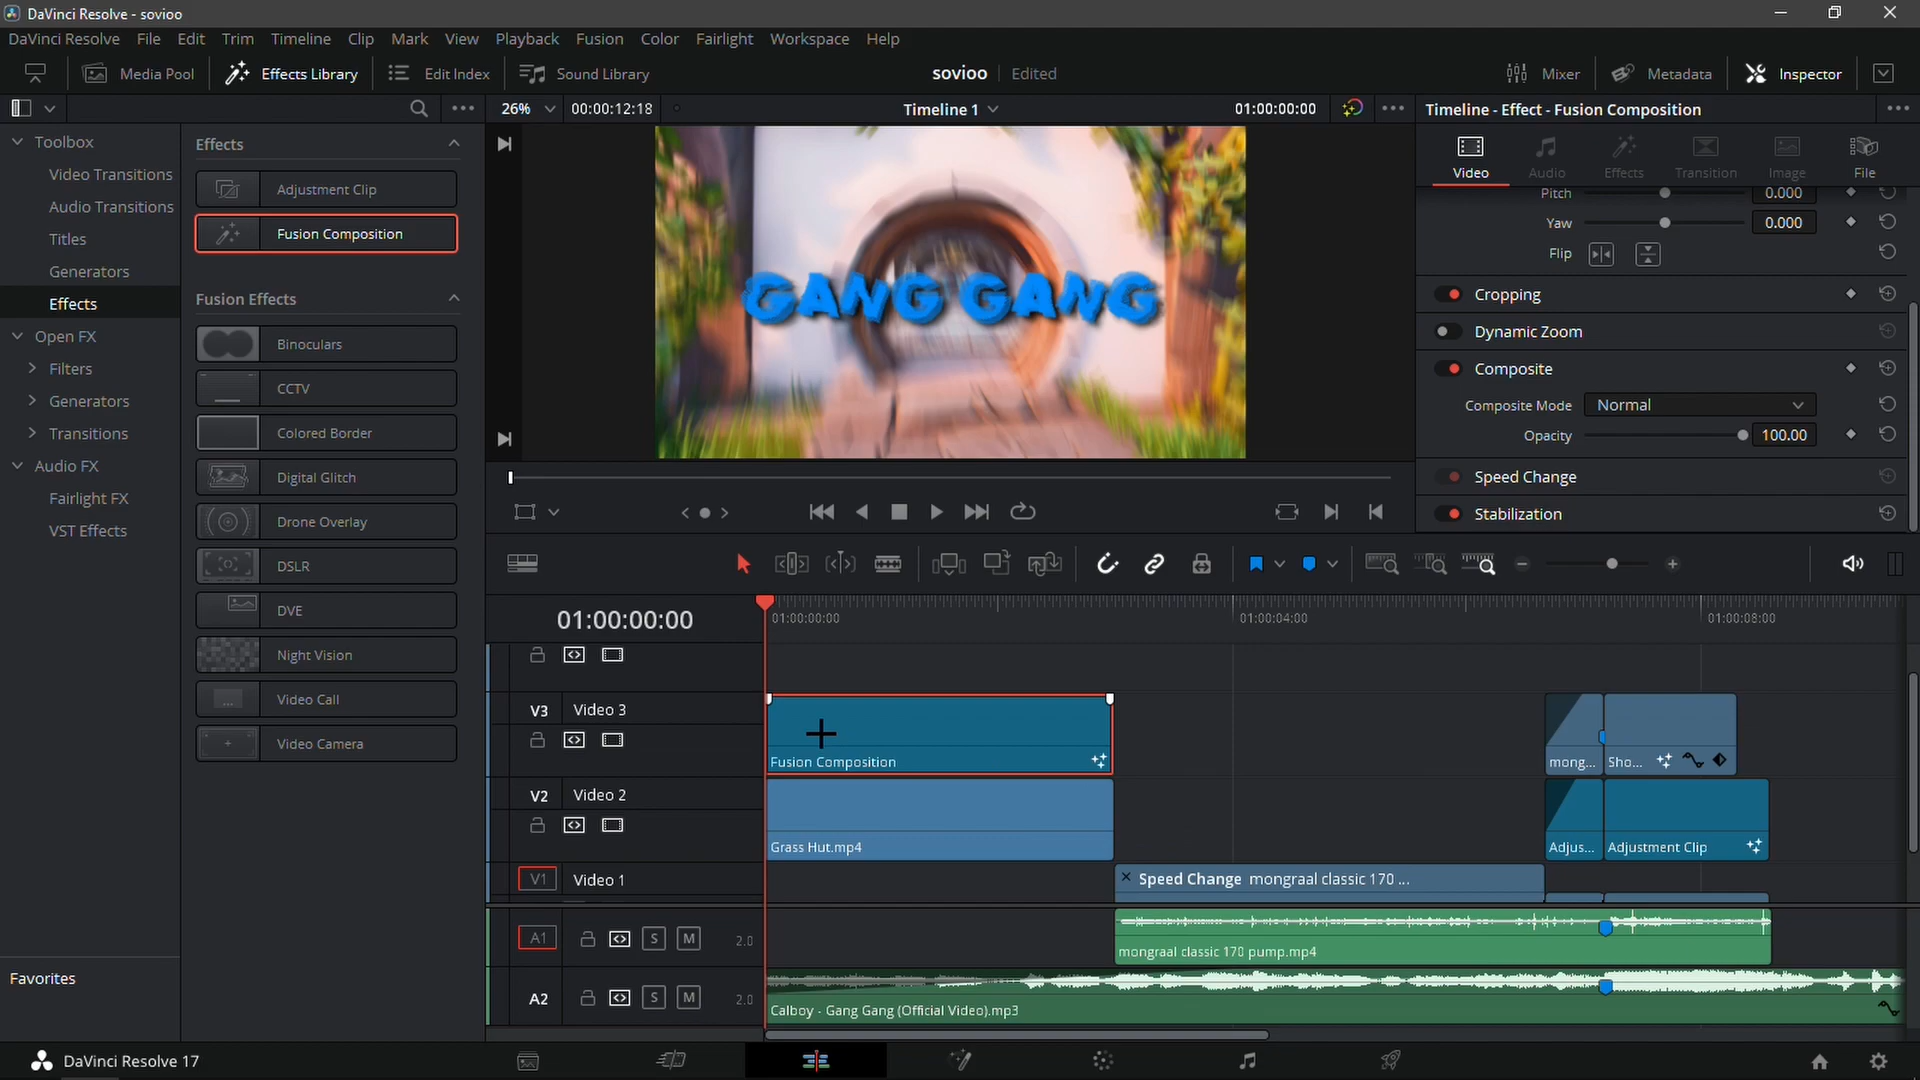 DaVinci Resolve - sovioo
DaVinci Resolve File Edit Trim Timeline Clip Mark View Playback Fusion Color Fairlight Workspace Help
Media Pool Effects Library Edit Index Sound Library sovioo Edited Mixer Metadata Inspector
26% 00:00:12:18 Timeline 1 01:00:00:00 Timeline - Effect - Fusion Composition
Toolbox
Video Transitions
Audio Transitions
Titles
Generators
Effects
Open FX
Filters
Generators
Transitions
Audio FX
Fairlight FX
VST Effects
Favorites
Effects
Adjustment Clip
Fusion Composition
Fusion Effects
Binoculars
CCTV
Colored Border
Digital Glitch
Drone Overlay
DSLR
DVE
Night Vision
Video Call
Video Camera
GANG GANG
Video Audio Effects Transition Image File
Pitch 0.000
Yaw 0.000
Flip
Cropping
Dynamic Zoom
Composite
Composite Mode Normal
Opacity 100.00
Speed Change
Stabilization
01:00:00:00 01:00:00:00 01:00:04:00 01:00:08:00
V3 Video 3
Fusion Composition mong... Sho...
V2 Video 2
Grass Hut.mp4 Adjus... Adjustment Clip
V1 Video 1 Speed Change mongraal classic 170 ...
A1 S M 2.0
mongraal classic 170 pump.mp4
A2 S M 2.0
Calboy - Gang Gang (Official Video).mp3
DaVinci Resolve 17